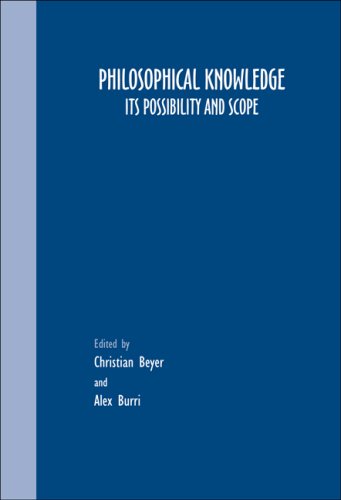 PHILOSOPHICAL KNOWLEDGE
ITS POSSIBILITY AND SCOPE
Edited by
Christian Beyer
and
Alex Burri